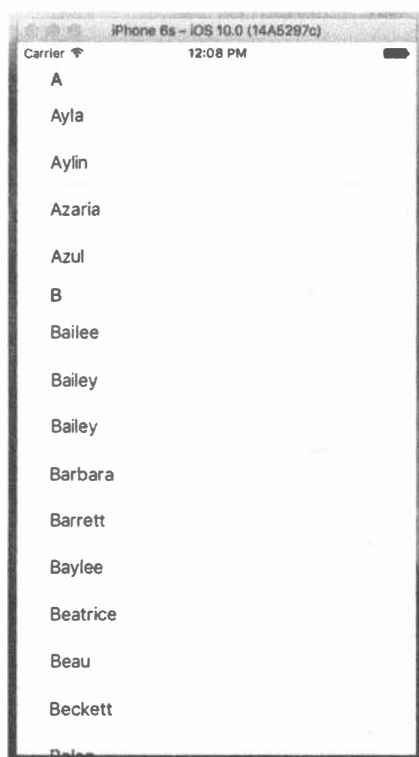 iPhone 6s – iOS 10.0 (14A5297c)
Carrier 12:08 PM
A
Ayla
Aylin
Azaria
Azul
B
Bailee
Bailey
Bailey
Barbara
Barrett
Baylee
Beatrice
Beau
Beckett